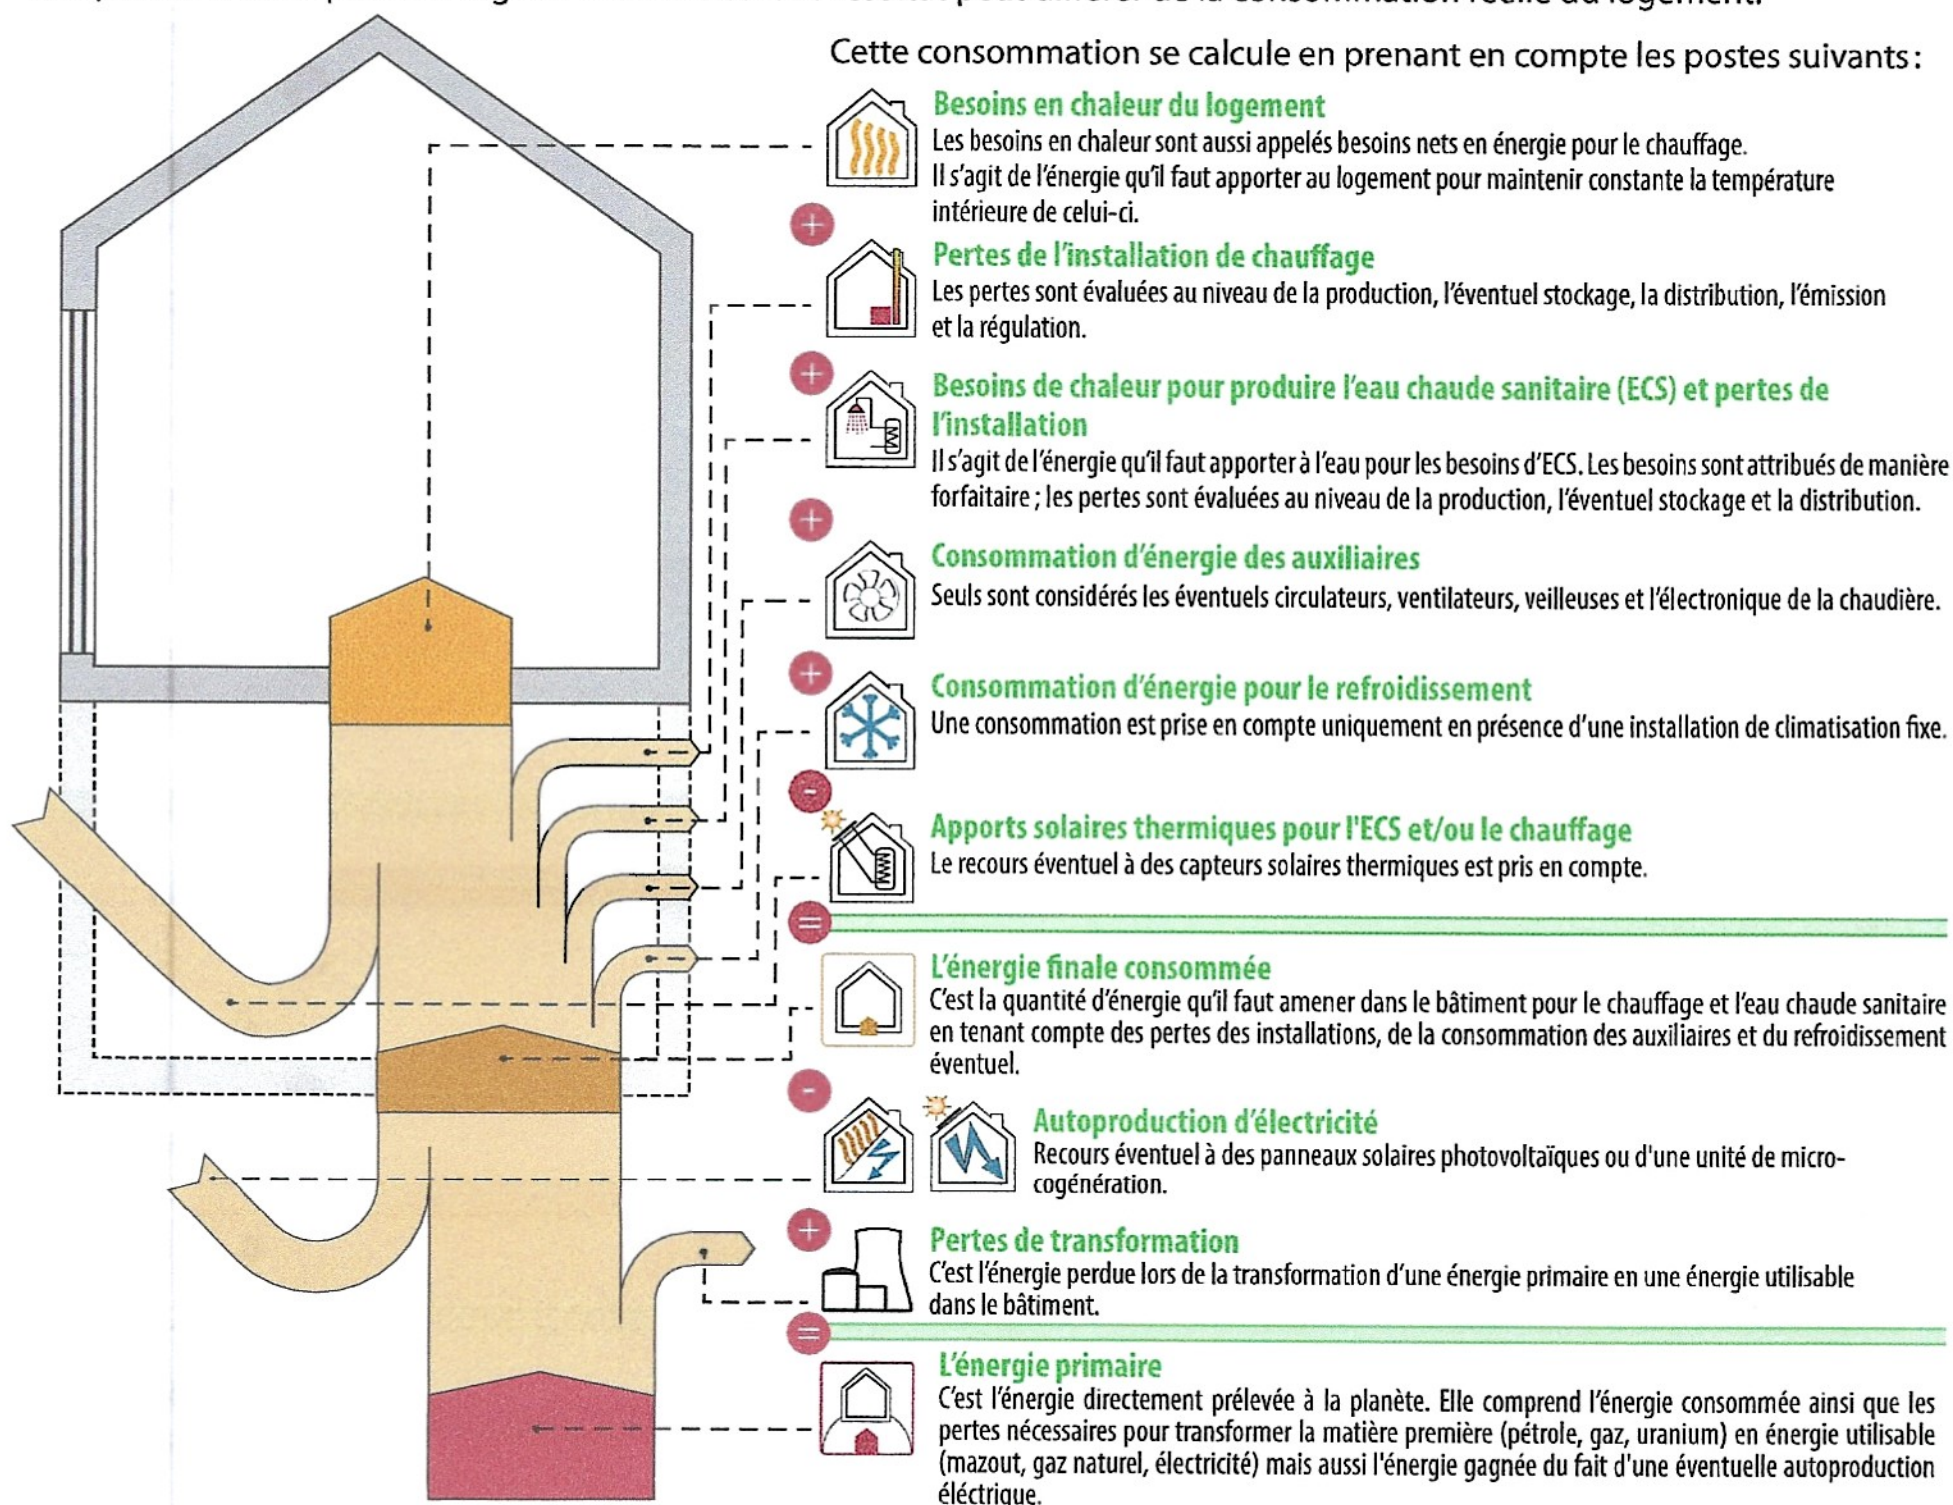 consommation réelle du logement.
Cette consommation se calcule en prenant en compte les postes suivants :
Besoins en chaleur du logement
Les besoins en chaleur sont aussi appelés besoins nets en énergie pour le chauffage.
Il s'agit de l'énergie qu'il faut apporter au logement pour maintenir constante la température
intérieure de celui-ci.
+
Pertes de l'installation de chauffage
Les pertes sont évaluées au niveau de la production, l'éventuel stockage, la distribution, l'émission
et la régulation.
+
Besoins de chaleur pour produire l'eau chaude sanitaire (ECS) et pertes de
l'installation
Il s'agit de l'énergie qu'il faut apporter à l'eau pour les besoins d'ECS. Les besoins sont attribués de manière
forfaitaire ; les pertes sont évaluées au niveau de la production, l'éventuel stockage et la distribution.
+
Consommation d'énergie des auxiliaires
Seuls sont considérés les éventuels circulateurs, ventilateurs, veilleuses et l'électronique de la chaudière.
+
Consommation d'énergie pour le refroidissement
Une consommation est prise en compte uniquement en présence d'une installation de climatisation fixe.
-
Apports solaires thermiques pour l'ECS et/ou le chauffage
Le recours éventuel à des capteurs solaires thermiques est pris en compte.
=
L'énergie finale consommée
C'est la quantité d'énergie qu'il faut amener dans le bâtiment pour le chauffage et l'eau chaude sanitaire
en tenant compte des pertes des installations, de la consommation des auxiliaires et du refroidissement
éventuel.
-
Autoproduction d'électricité
Recours éventuel à des panneaux solaires photovoltaïques ou d'une unité de micro-
cogénération.
+
Pertes de transformation
C'est l'énergie perdue lors de la transformation d'une énergie primaire en une énergie utilisable
dans le bâtiment.
=
L'énergie primaire
C'est l'énergie directement prélevée à la planète. Elle comprend l'énergie consommée ainsi que les
pertes nécessaires pour transformer la matière première (pétrole, gaz, uranium) en énergie utilisable
(mazout, gaz naturel, électricité) mais aussi l'énergie gagnée du fait d'une éventuelle autoproduction
éléctrique.